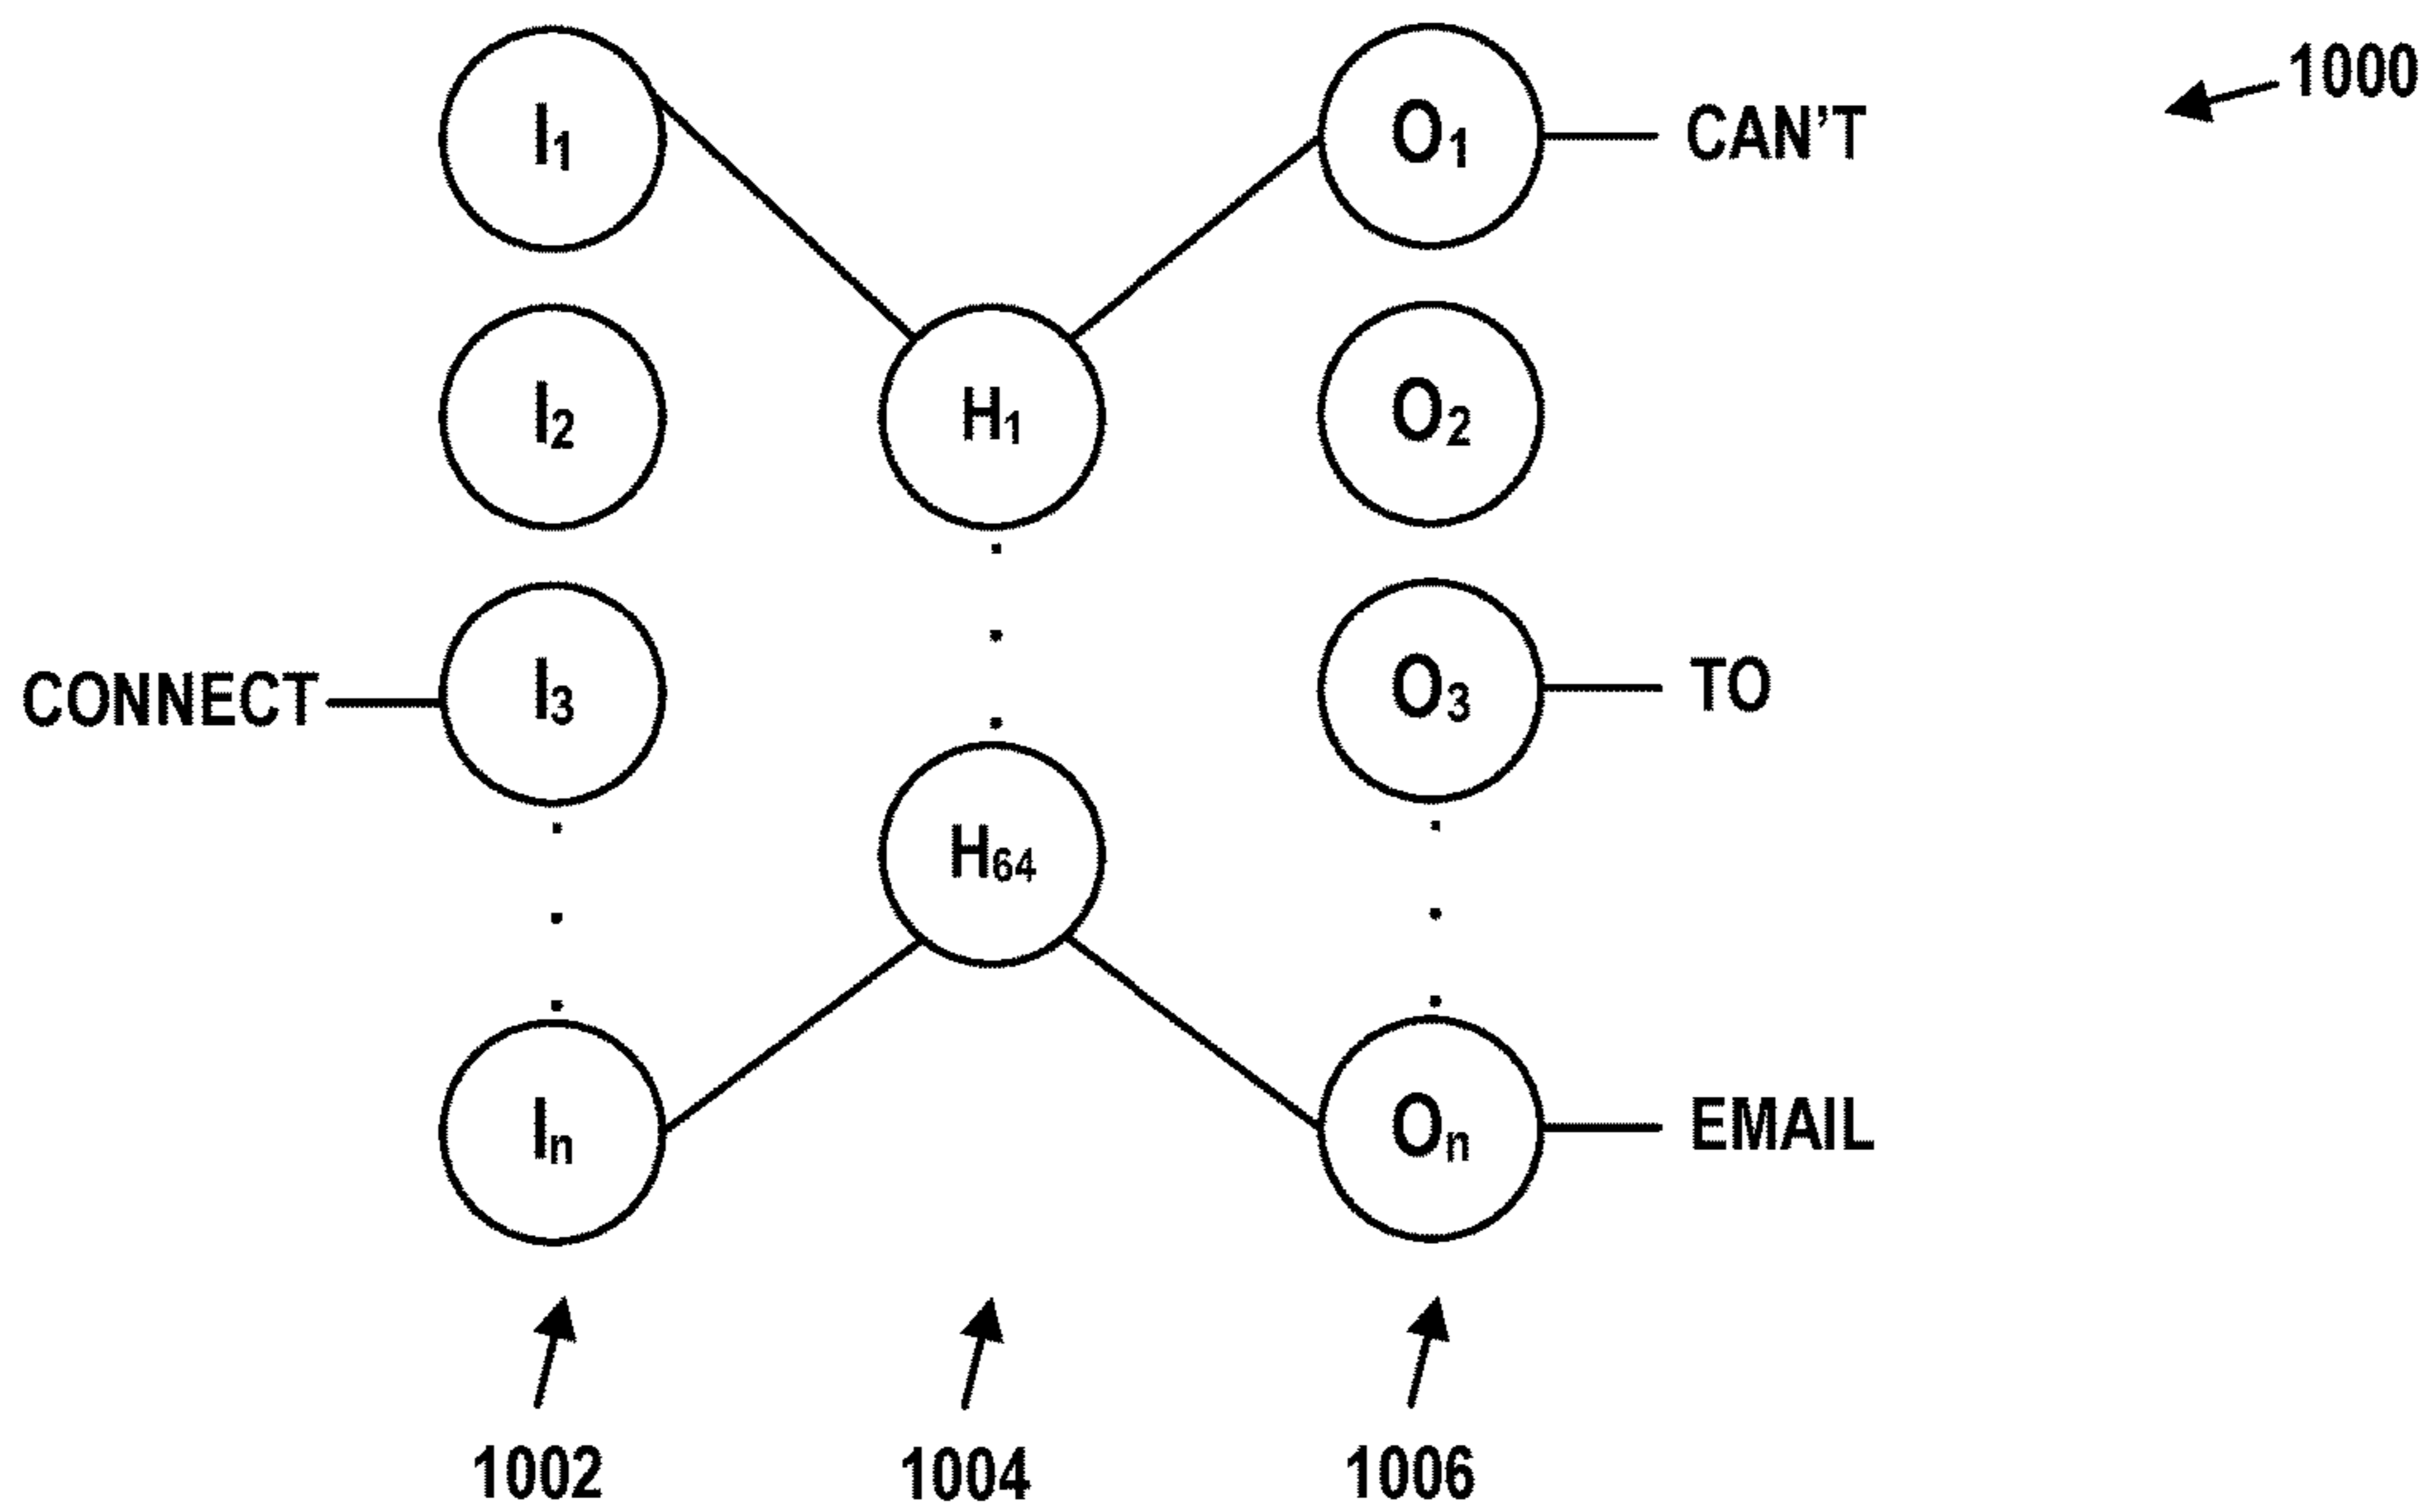 1000
I1
O1
CAN'T
I2
H1
O2
CONNECT
I3
O3
TO
H64
In
On
EMAIL
1002
1004
1006